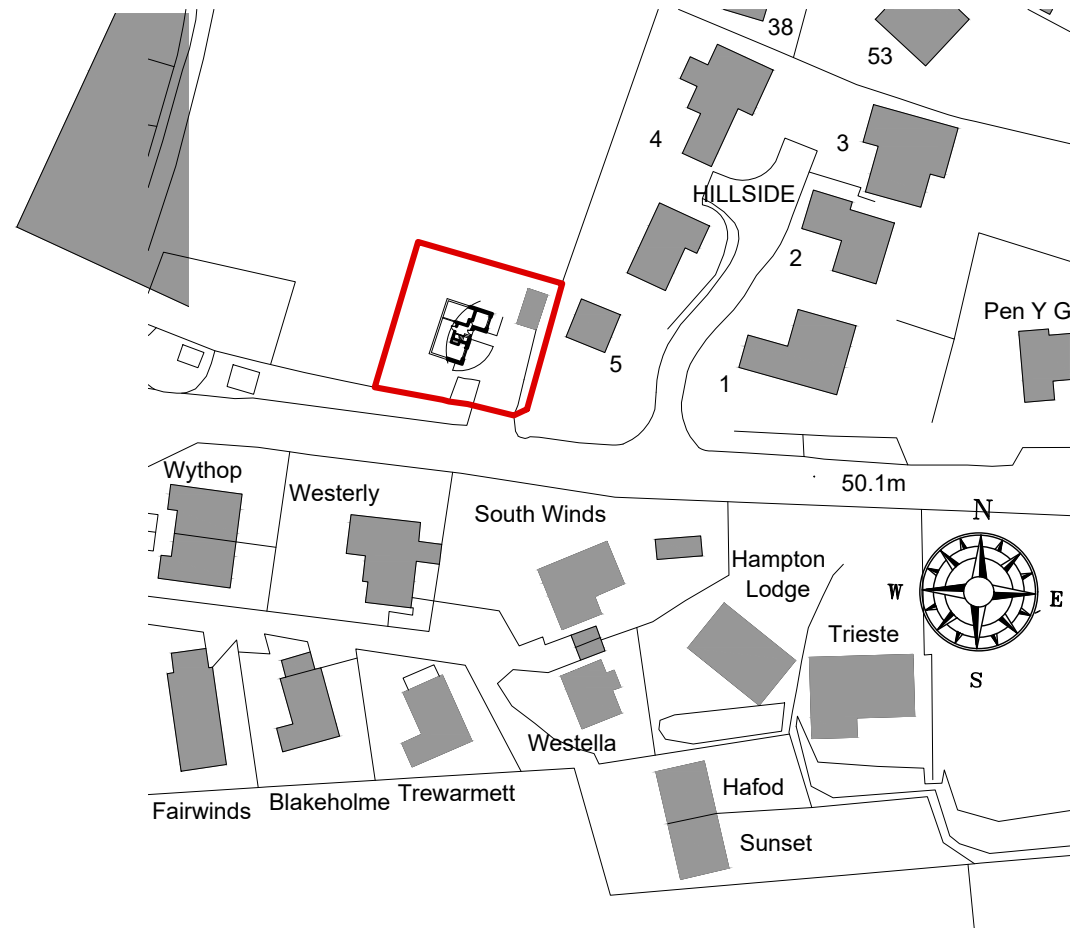 38
53
4
3
HILLSIDE
2
Pen Y G
5
1
Wythop
50.1m
Westerly
South Winds
N
Hampton
Lodge
W
E
Trieste
S
Westella
Hafod
Fairwinds
Blakeholme
Trewarmett
Sunset